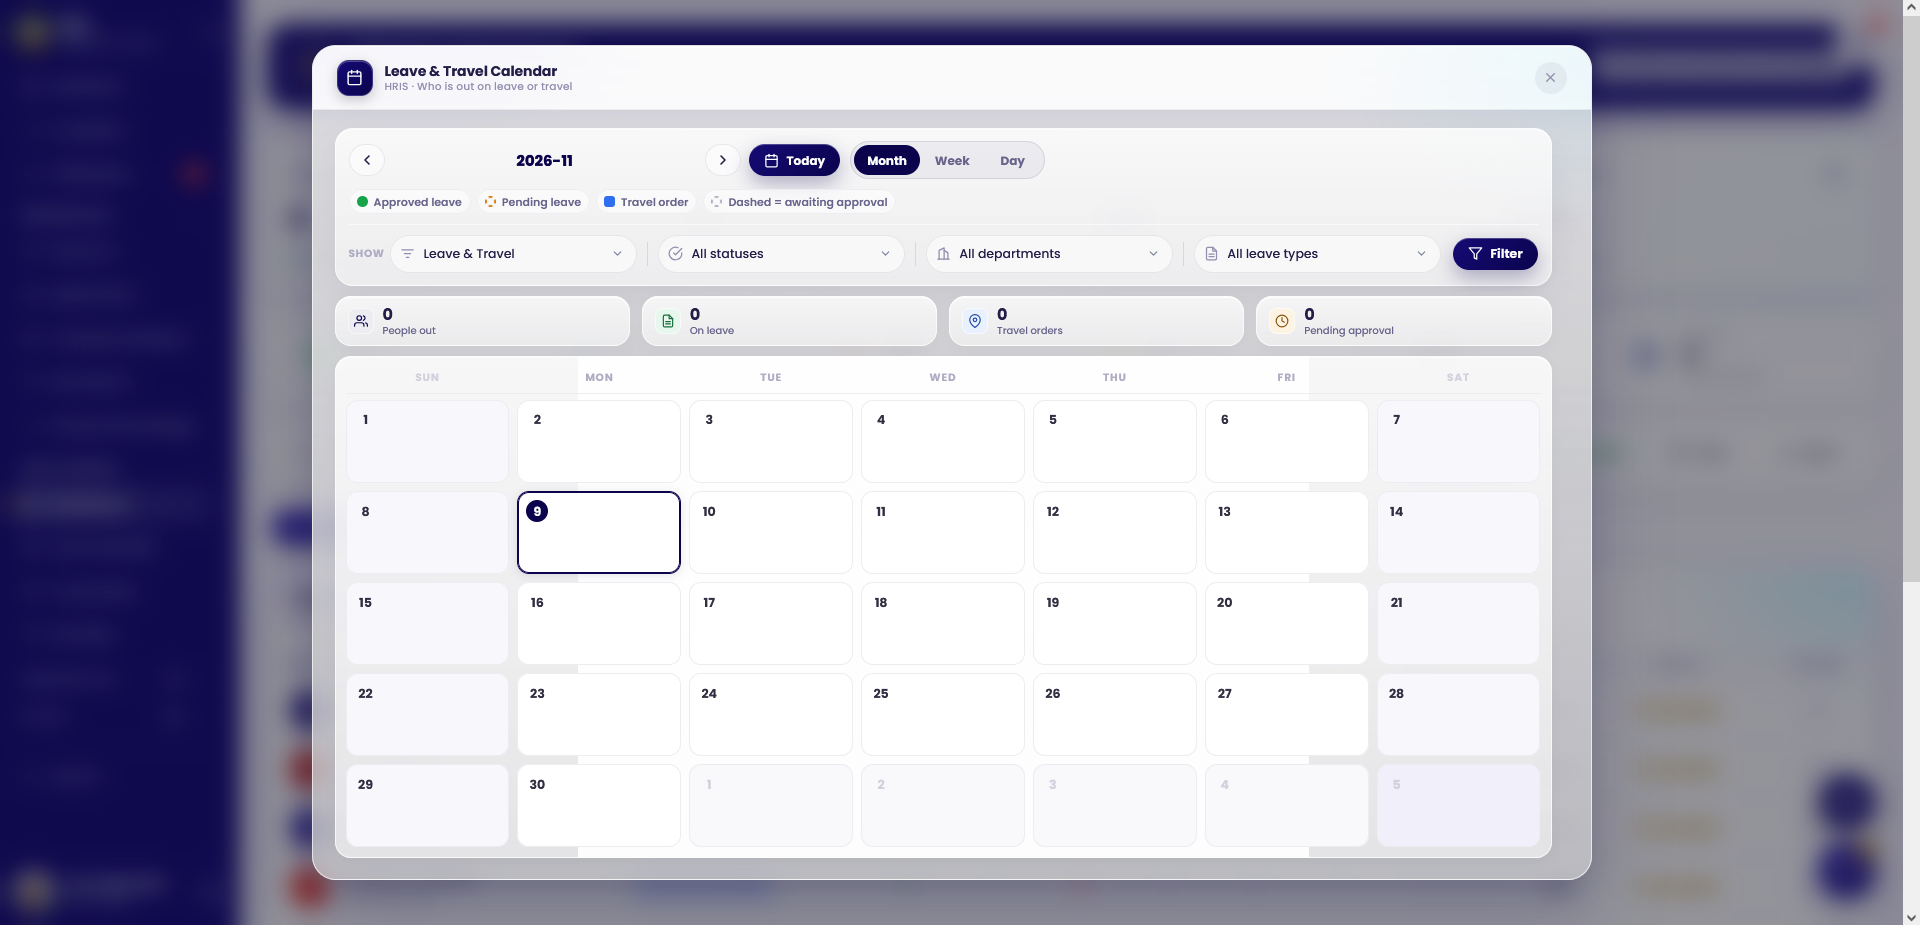 Leave & Travel Calendar
HRIS · Who is out on leave or travel
2026-11
Today
Month Week Day
Approved leave Pending leave Travel order Dashed = awaiting approval
SHOW Leave & Travel All statuses All departments All leave types Filter
0 0 0 0
People out On leave Travel orders Pending approval
SUN MON TUE WED THU FRI SAT
1 2 3 4 5 6 7
8 9 10 11 12 13 14
15 16 17 18 19 20 21
22 23 24 25 26 27 28
29 30 1 2 3 4 5